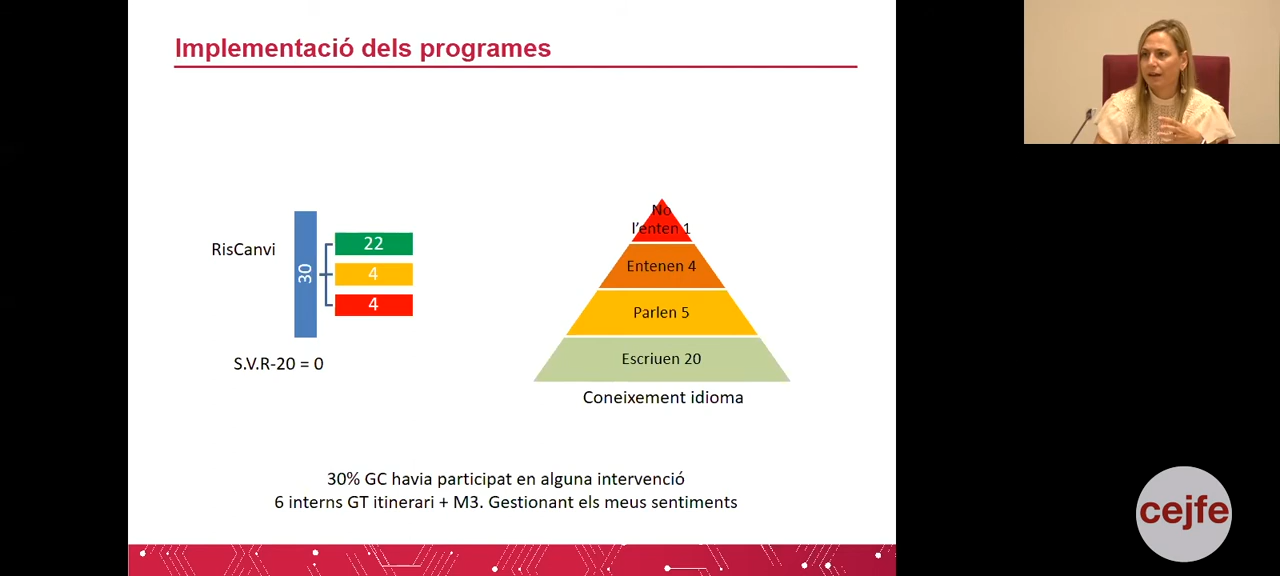 Implementació dels programes
RisCanvi
30
22
4
4
S.V.R-20 = 0
No
l'enten 1
Entenen 4
Parlen 5
Escriuen 20
Coneixement idioma
30% GC havia participat en alguna intervenció
6 interns GT itinerari + M3. Gestionant els meus sentiments
cejfe